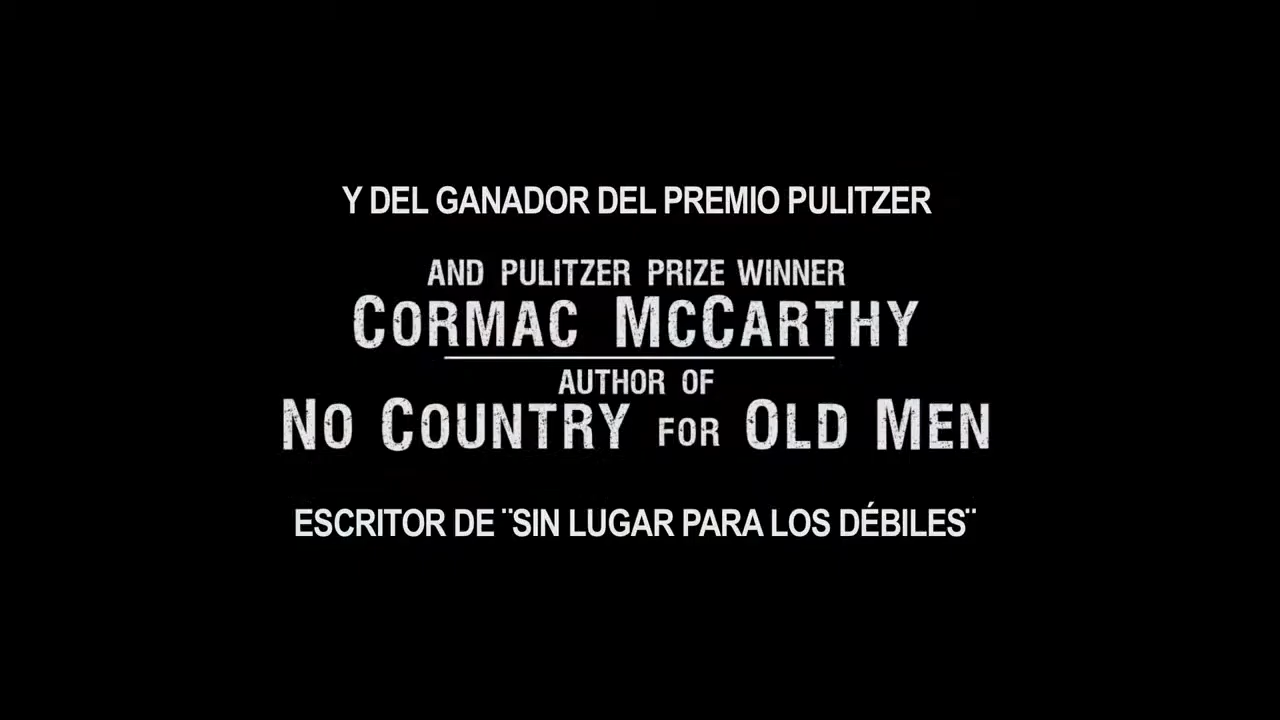 Y DEL GANADOR DEL PREMIO PULITZER
AND PULITZER PRIZE WINNER
CORMAC MCCARTHY
AUTHOR OF
NO COUNTRY FOR OLD MEN
ESCRITOR DE ¨SIN LUGAR PARA LOS DÉBILES¨